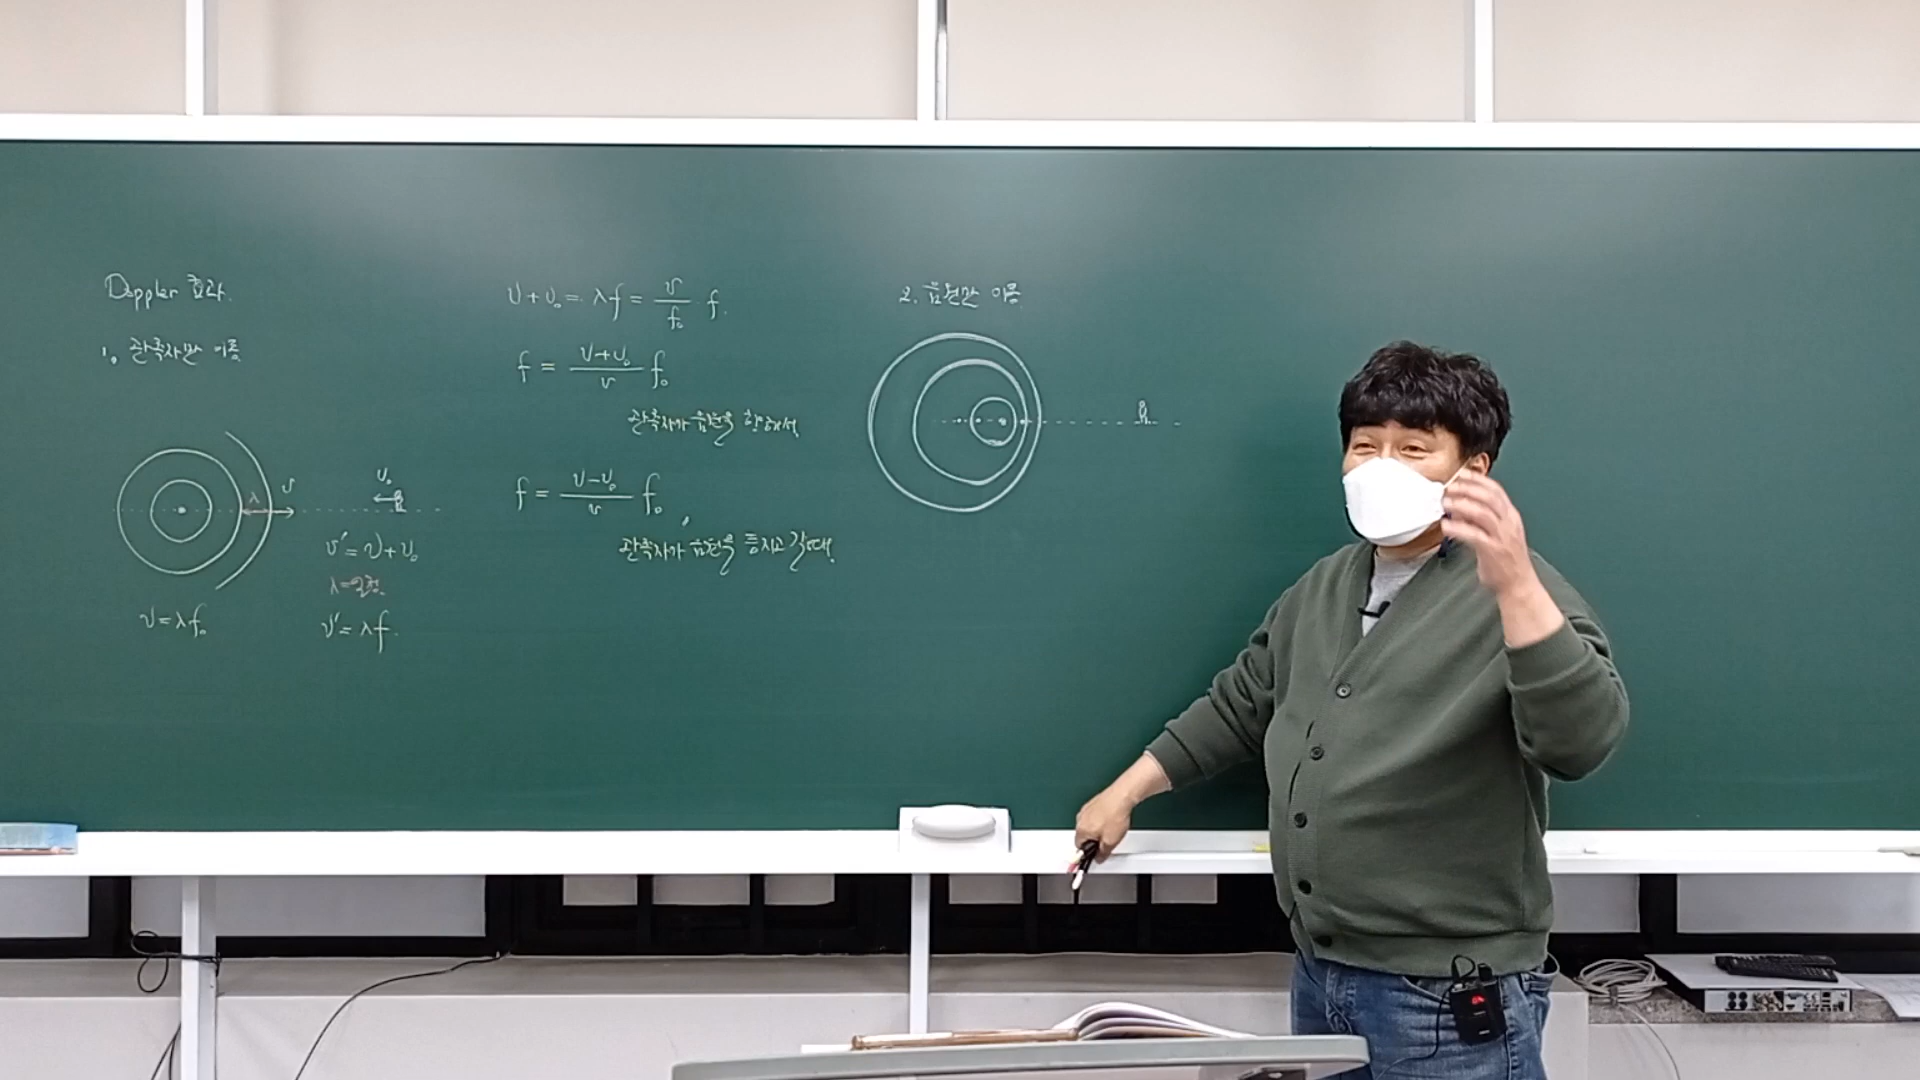 Doppler 효과.
1. 관측자만 이동
λ
v
v₀
v' = v + v₀
λ = 일정.
v = λf₀
v' = λf.
v + v₀ = λf = v/f₀ f.
f = (v + v₀)/v f₀
관측자가 음원을 향해서.
f = (v - v₀)/v f₀
관측자가 음원을 등지고 갈때.
2. 음원만 이동